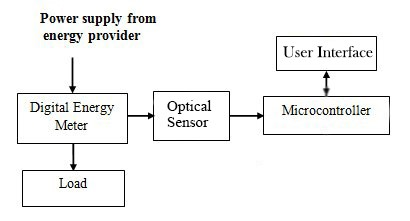 Power supply from
energy provider
User Interface
Digital Energy
Meter
Optical
Sensor
Microcontroller
Load